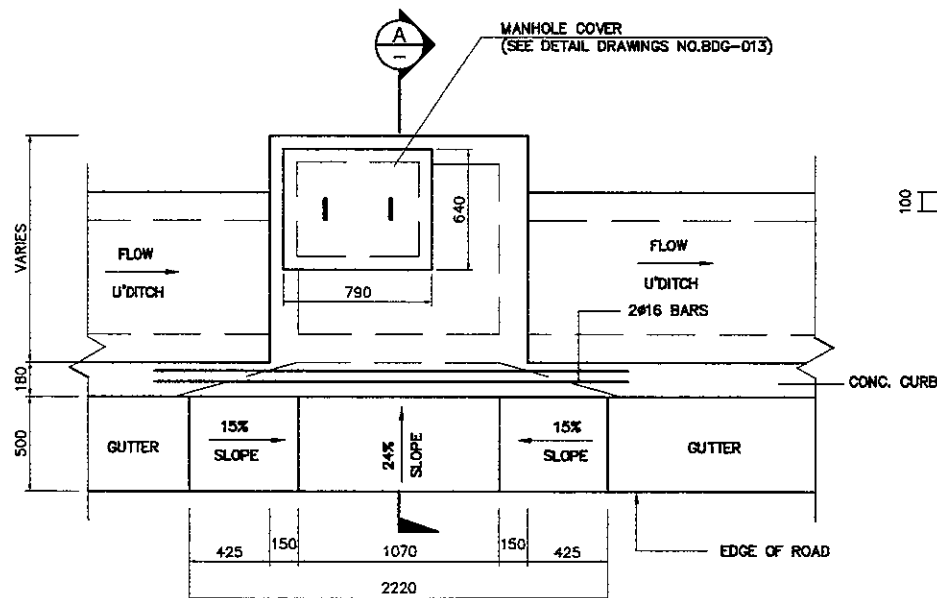 A
–
MANHOLE COVER
(SEE DETAIL DRAWINGS NO.BDG-013)
640
790
100
VARIES
FLOW
U'DITCH
FLOW
U'DITCH
2ø16 BARS
180
CONC. CURB
500
GUTTER
15%
SLOPE
24%
SLOPE
15%
SLOPE
GUTTER
425
150
1070
150
425
2220
EDGE OF ROAD